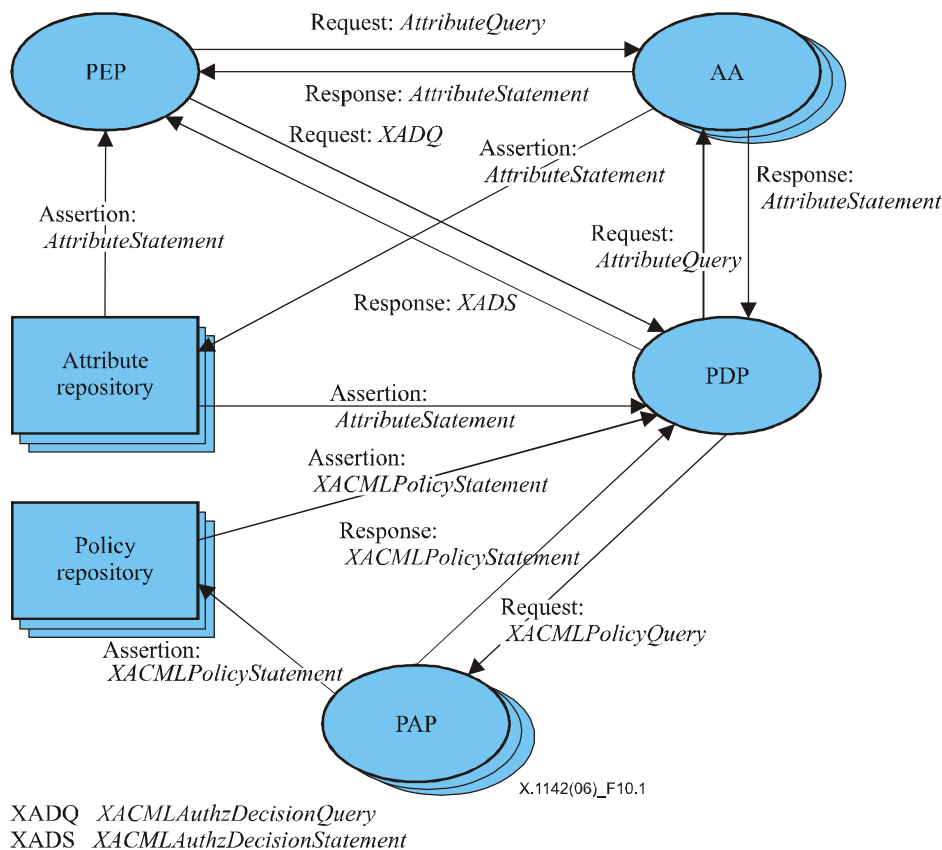 Request: AttributeQuery
PEP
AA
Response: AttributeStatement
Request: XADQ
Assertion:
AttributeStatement
Response:
AttributeStatement
Assertion:
AttributeStatement
Request:
AttributeQuery
Response: XADS
Attribute
repository
PDP
Assertion:
AttributeStatement
Assertion:
XACMLPolicyStatement
Policy
repository
Response:
XACMLPolicyStatement
Request:
XACMLPolicyQuery
Assertion:
XACMLPolicyStatement
PAP
X.1142(06)_F10.1
XADQ XACMLAuthzDecisionQuery
XADS XACMLAuthzDecisionStatement